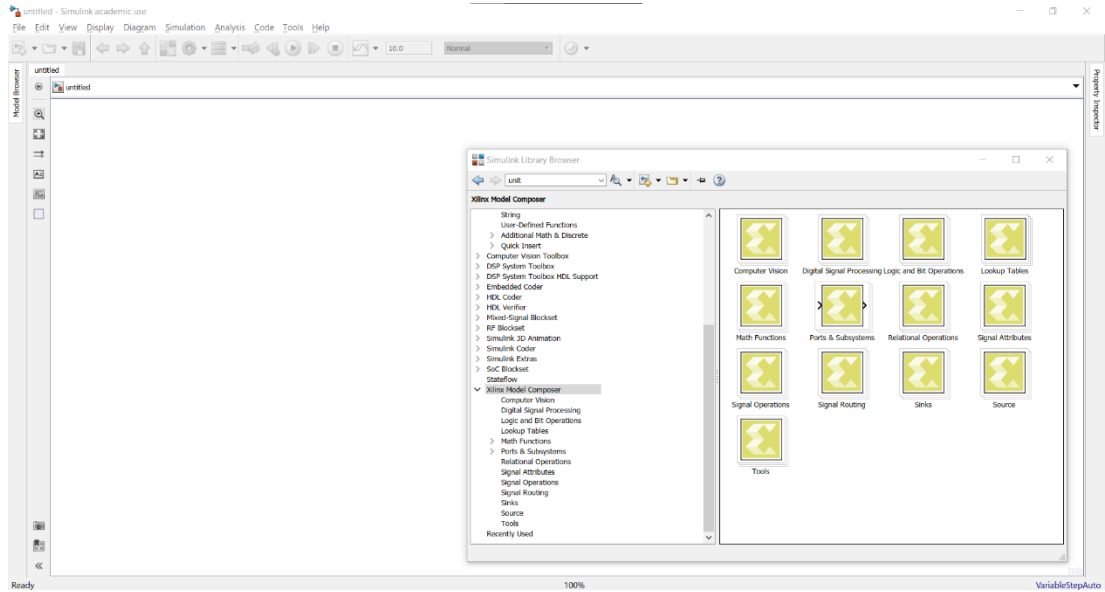 untitled - Simulink academic use
File Edit View Display Diagram Simulation Analysis Code Tools Help
10.0 Normal
Model Browser
untitled
untitled
Property Inspector
Simulink Library Browser
unit
Xilinx Model Composer
String
User-Defined Functions
Additional Math & Discrete
Quick Insert
Computer Vision Toolbox
DSP System Toolbox
DSP System Toolbox HDL Support
Embedded Coder
HDL Coder
HDL Verifier
Mixed-Signal Blockset
RF Blockset
Simulink 3D Animation
Simulink Coder
Simulink Extras
SoC Blockset
Stateflow
Xilinx Model Composer
Computer Vision
Digital Signal Processing
Logic and Bit Operations
Lookup Tables
Math Functions
Ports & Subsystems
Relational Operations
Signal Attributes
Signal Operations
Signal Routing
Sinks
Source
Tools
Recently Used
Computer Vision Digital Signal Processing Logic and Bit Operations Lookup Tables
Math Functions Ports & Subsystems Relational Operations Signal Attributes
Signal Operations Signal Routing Sinks Source
Tools
Ready 100% VariableStepAuto